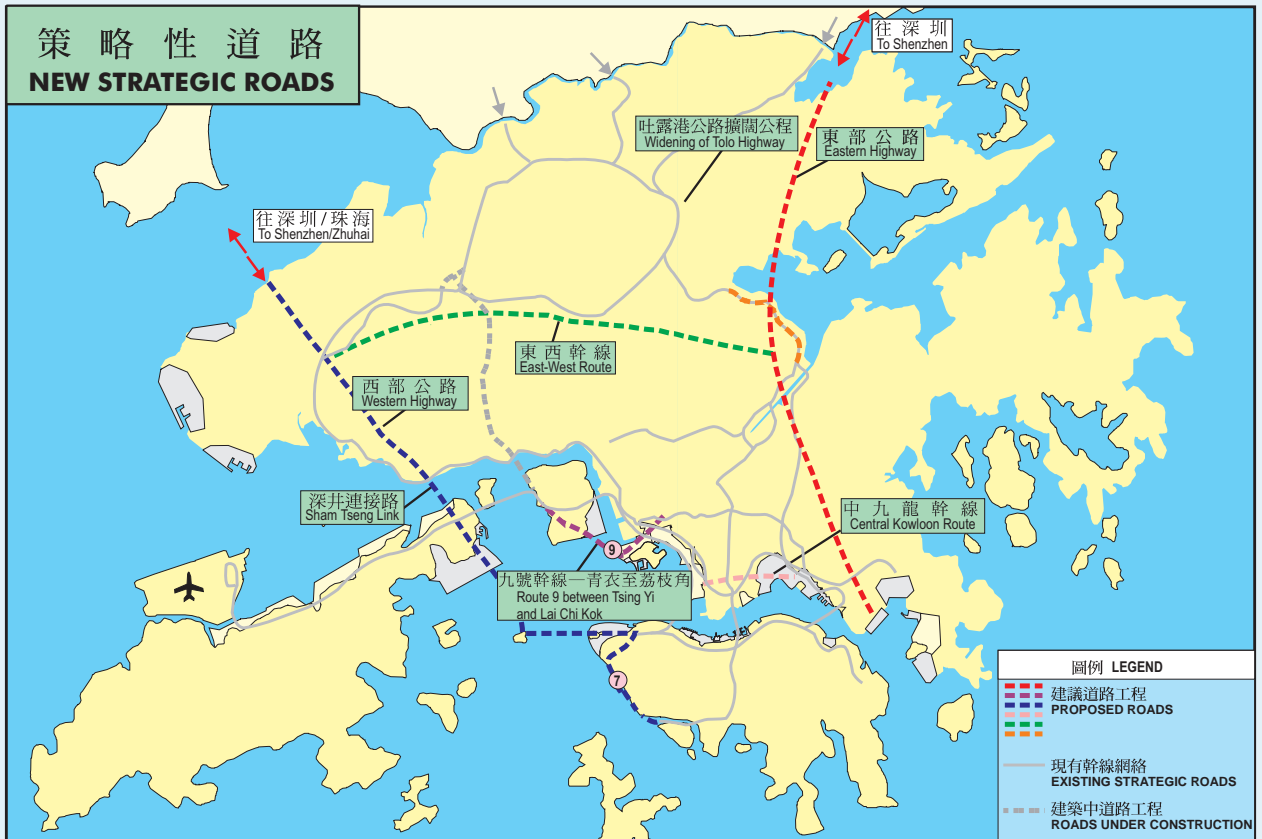 策略性道路
NEW STRATEGIC ROADS
往深圳
To Shenzhen
吐露港公路擴闊公程
Widening of Tolo Highway
東部公路
Eastern Highway
往深圳/珠海
To Shenzhen/Zhuhai
東西幹線
East-West Route
西部公路
Western Highway
深井連接路
Sham Tseng Link
中九龍幹線
Central Kowloon Route
9
九號幹線—青衣至荔枝角
Route 9 between Tsing Yi
and Lai Chi Kok
7
圖例 LEGEND
建議道路工程
PROPOSED ROADS
現有幹線網絡
EXISTING STRATEGIC ROADS
建築中道路工程
ROADS UNDER CONSTRUCTION